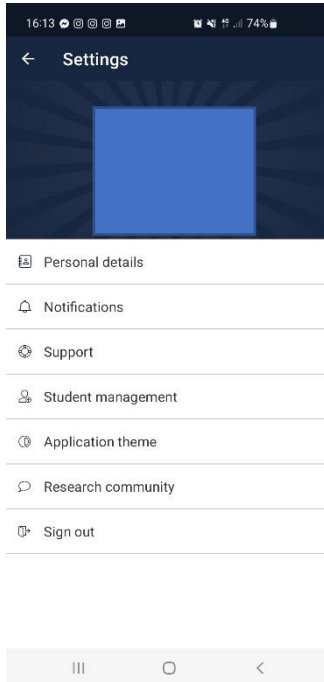 16:13 74%
Settings
Personal details
Notifications
Support
Student management
Application theme
Research community
Sign out